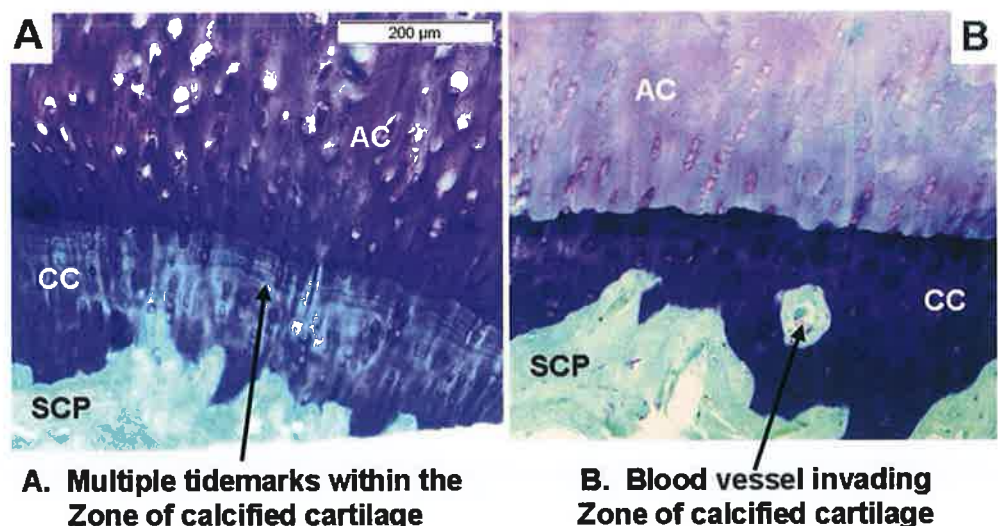 A
200 µm
B
AC
AC
CC
CC
SCP
SCP
A. Multiple tidemarks within the
Zone of calcified cartilage
B. Blood vessel invading
Zone of calcified cartilage